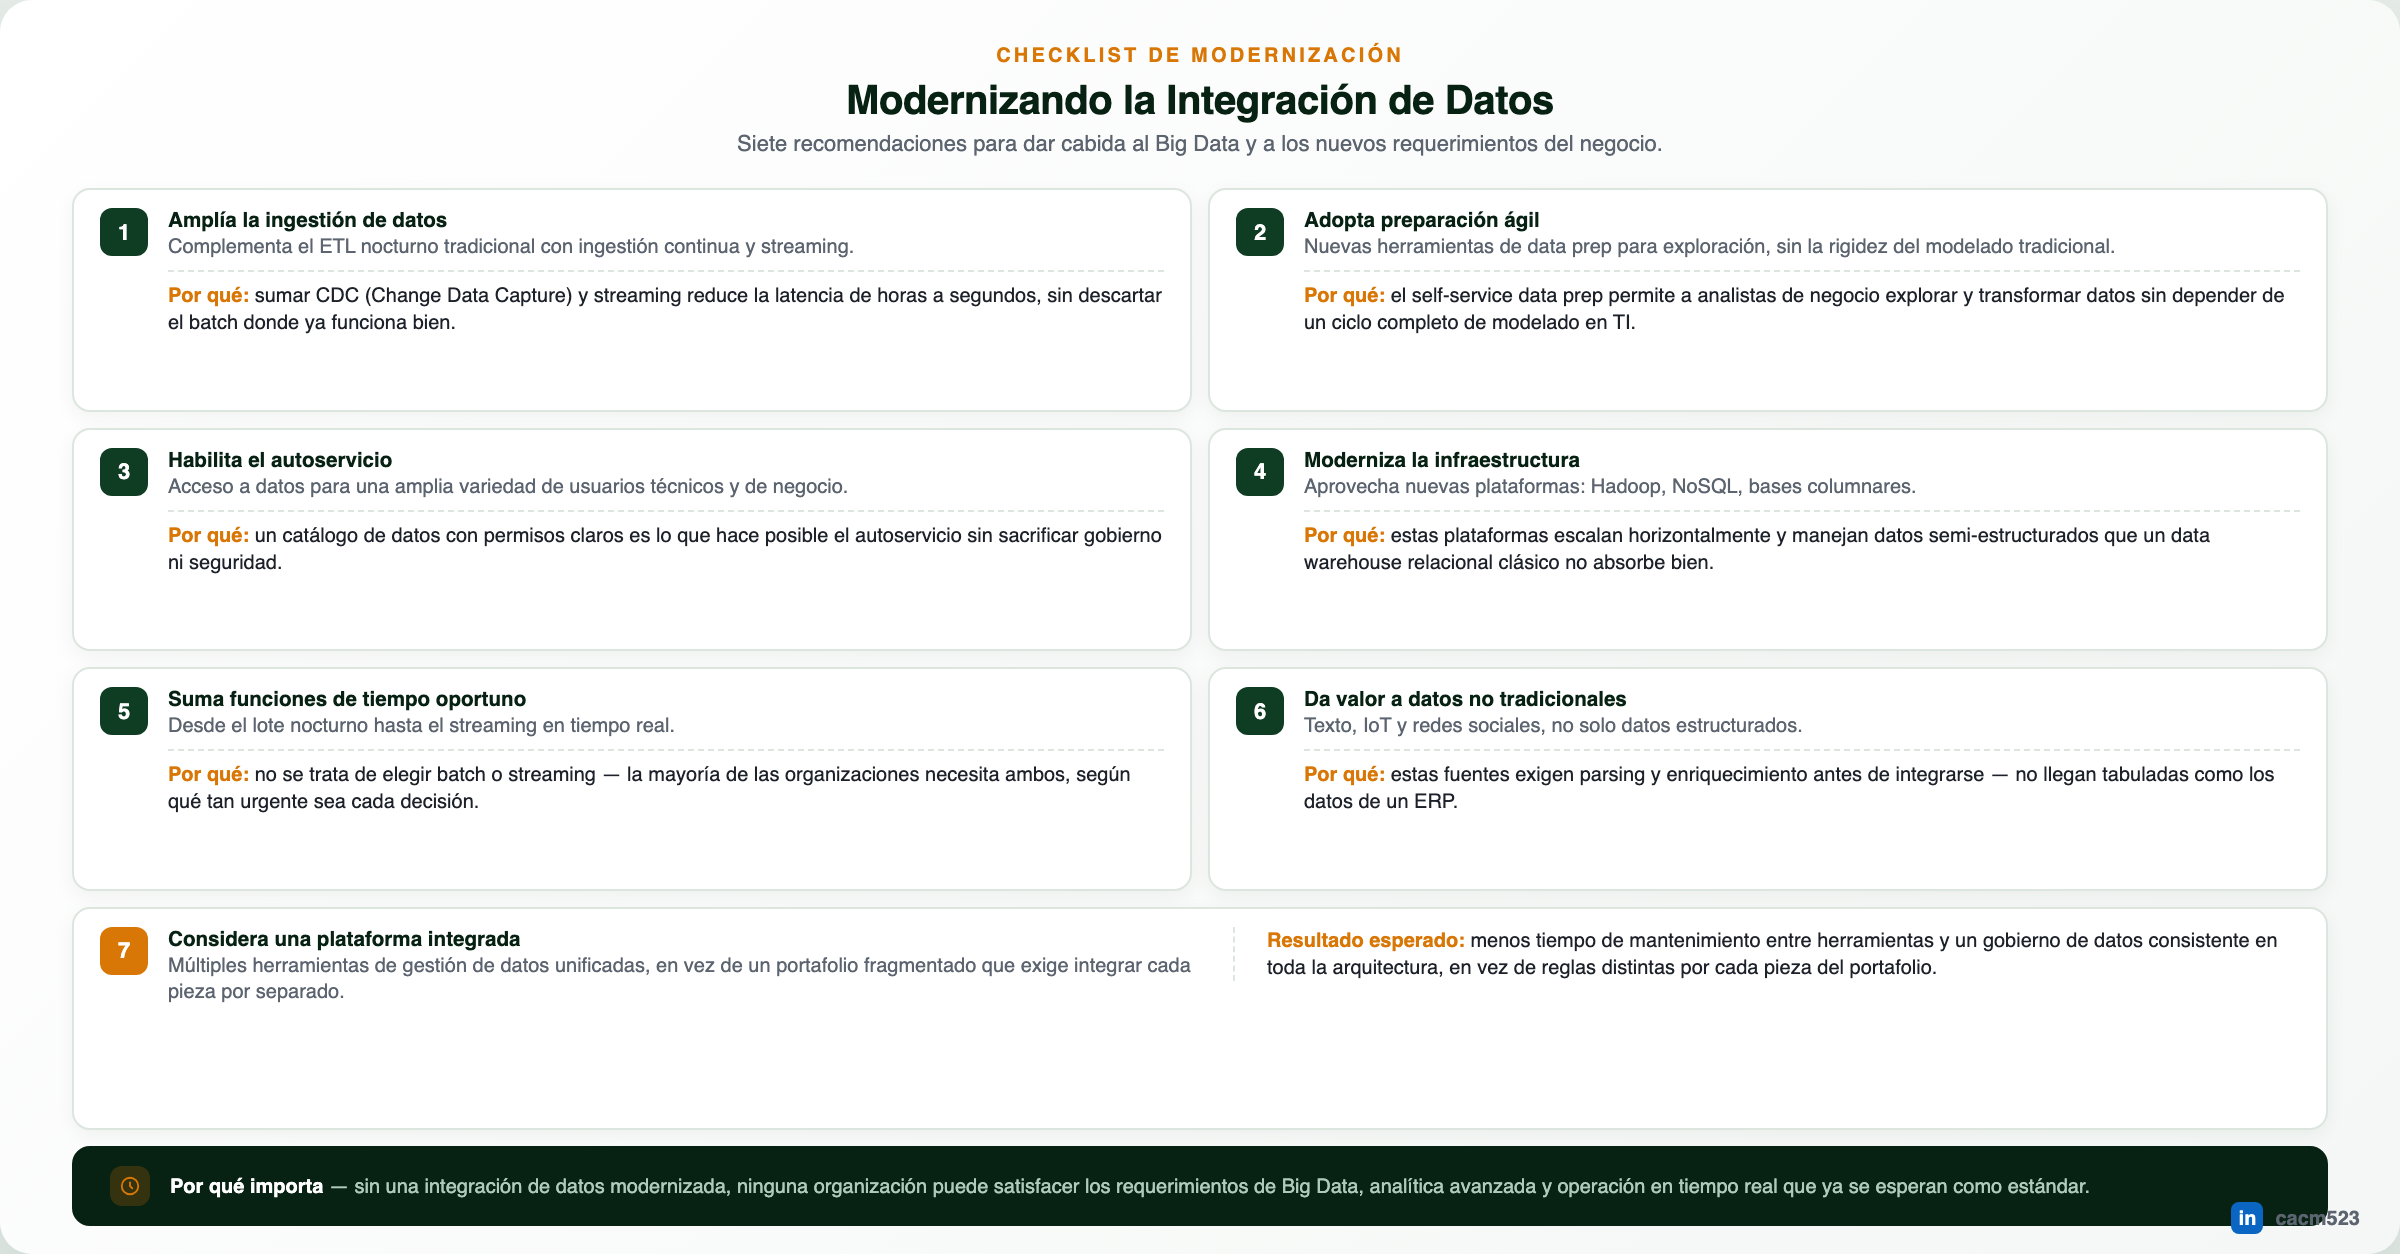 CHECKLIST DE MODERNIZACIÓN
Modernizando la Integración de Datos
Siete recomendaciones para dar cabida al Big Data y a los nuevos requerimientos del negocio.
1
Amplía la ingestión de datos
Complementa el ETL nocturno tradicional con ingestión continua y streaming.
Por qué: sumar CDC (Change Data Capture) y streaming reduce la latencia de horas a segundos, sin descartar
el batch donde ya funciona bien.
2
Adopta preparación ágil
Nuevas herramientas de data prep para exploración, sin la rigidez del modelado tradicional.
Por qué: el self-service data prep permite a analistas de negocio explorar y transformar datos sin depender de
un ciclo completo de modelado en TI.
3
Habilita el autoservicio
Acceso a datos para una amplia variedad de usuarios técnicos y de negocio.
Por qué: un catálogo de datos con permisos claros es lo que hace posible el autoservicio sin sacrificar gobierno
ni seguridad.
4
Moderniza la infraestructura
Aprovecha nuevas plataformas: Hadoop, NoSQL, bases columnares.
Por qué: estas plataformas escalan horizontalmente y manejan datos semi-estructurados que un data
warehouse relacional clásico no absorbe bien.
5
Suma funciones de tiempo oportuno
Desde el lote nocturno hasta el streaming en tiempo real.
Por qué: no se trata de elegir batch o streaming — la mayoría de las organizaciones necesita ambos, según
qué tan urgente sea cada decisión.
6
Da valor a datos no tradicionales
Texto, IoT y redes sociales, no solo datos estructurados.
Por qué: estas fuentes exigen parsing y enriquecimiento antes de integrarse — no llegan tabuladas como los
datos de un ERP.
7
Considera una plataforma integrada
Múltiples herramientas de gestión de datos unificadas, en vez de un portafolio fragmentado que exige integrar cada
pieza por separado.
Resultado esperado: menos tiempo de mantenimiento entre herramientas y un gobierno de datos consistente en
toda la arquitectura, en vez de reglas distintas por cada pieza del portafolio.
Por qué importa — sin una integración de datos modernizada, ninguna organización puede satisfacer los requerimientos de Big Data, analítica avanzada y operación en tiempo real que ya se esperan como estándar.
in cacm523